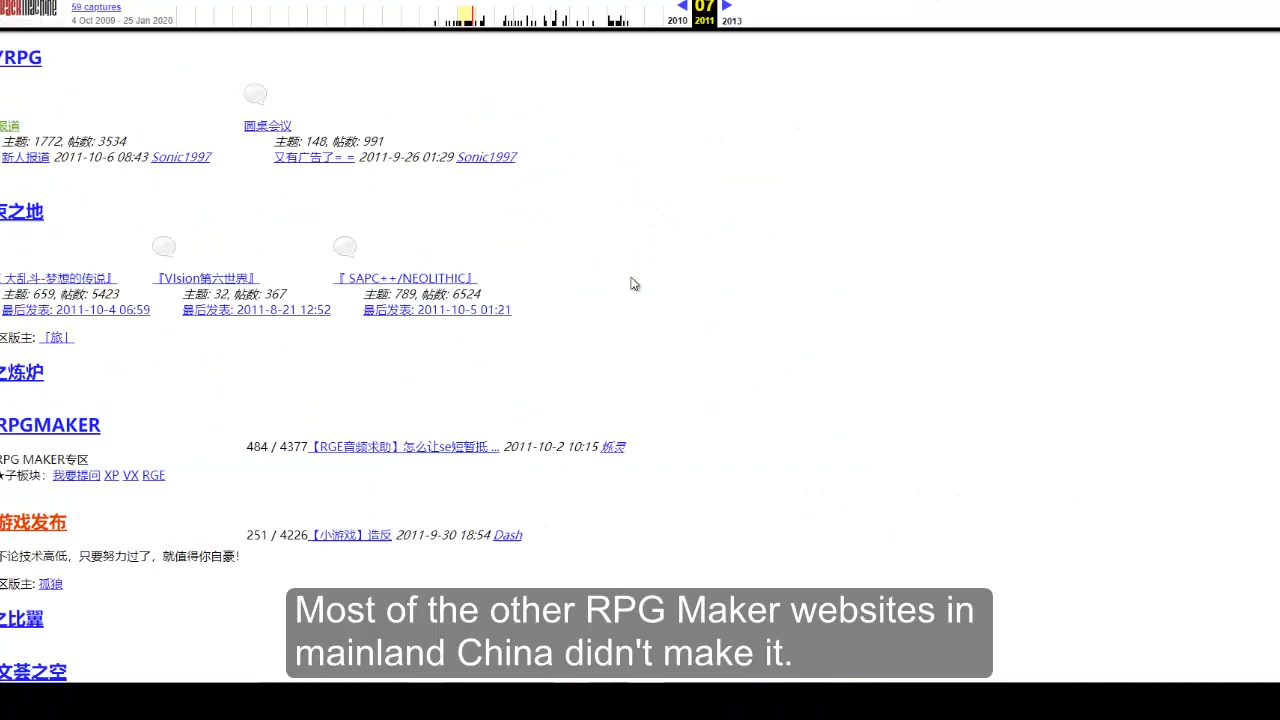 59 captures
4 Oct 2009 - 25 Jan 2020
07
2010 2011 2013
/RPG
报道 圆桌会议
主题: 1772, 帖数: 3534 主题: 148, 帖数: 991
新人报道 2011-10-6 08:43 Sonic1997 又有广告了= = 2011-9-26 01:29 Sonic1997
束之地
大乱斗-梦想的传说』 『VIsion第六世界』 『 SAPC++/NEOLITHIC』
主题: 659, 帖数: 5423 主题: 32, 帖数: 367 主题: 789, 帖数: 6524
最后发表: 2011-10-4 06:59 最后发表: 2011-8-21 12:52 最后发表: 2011-10-5 01:21
区版主: 「旅」
之炼炉
RPGMAKER
484 / 4377 【RGE音频求助】怎么让se短暂抵 ... 2011-10-2 10:15 烁灵
RPG MAKER专区
★子板块: 我要提问 XP VX RGE
游戏发布
251 / 4226 【小游戏】造反 2011-9-30 18:54 Dash
不论技术高低，只要努力过了，就值得你自豪!
区版主: 孤狼
之比翼
文荟之空
Most of the other RPG Maker websites in
mainland China didn't make it.